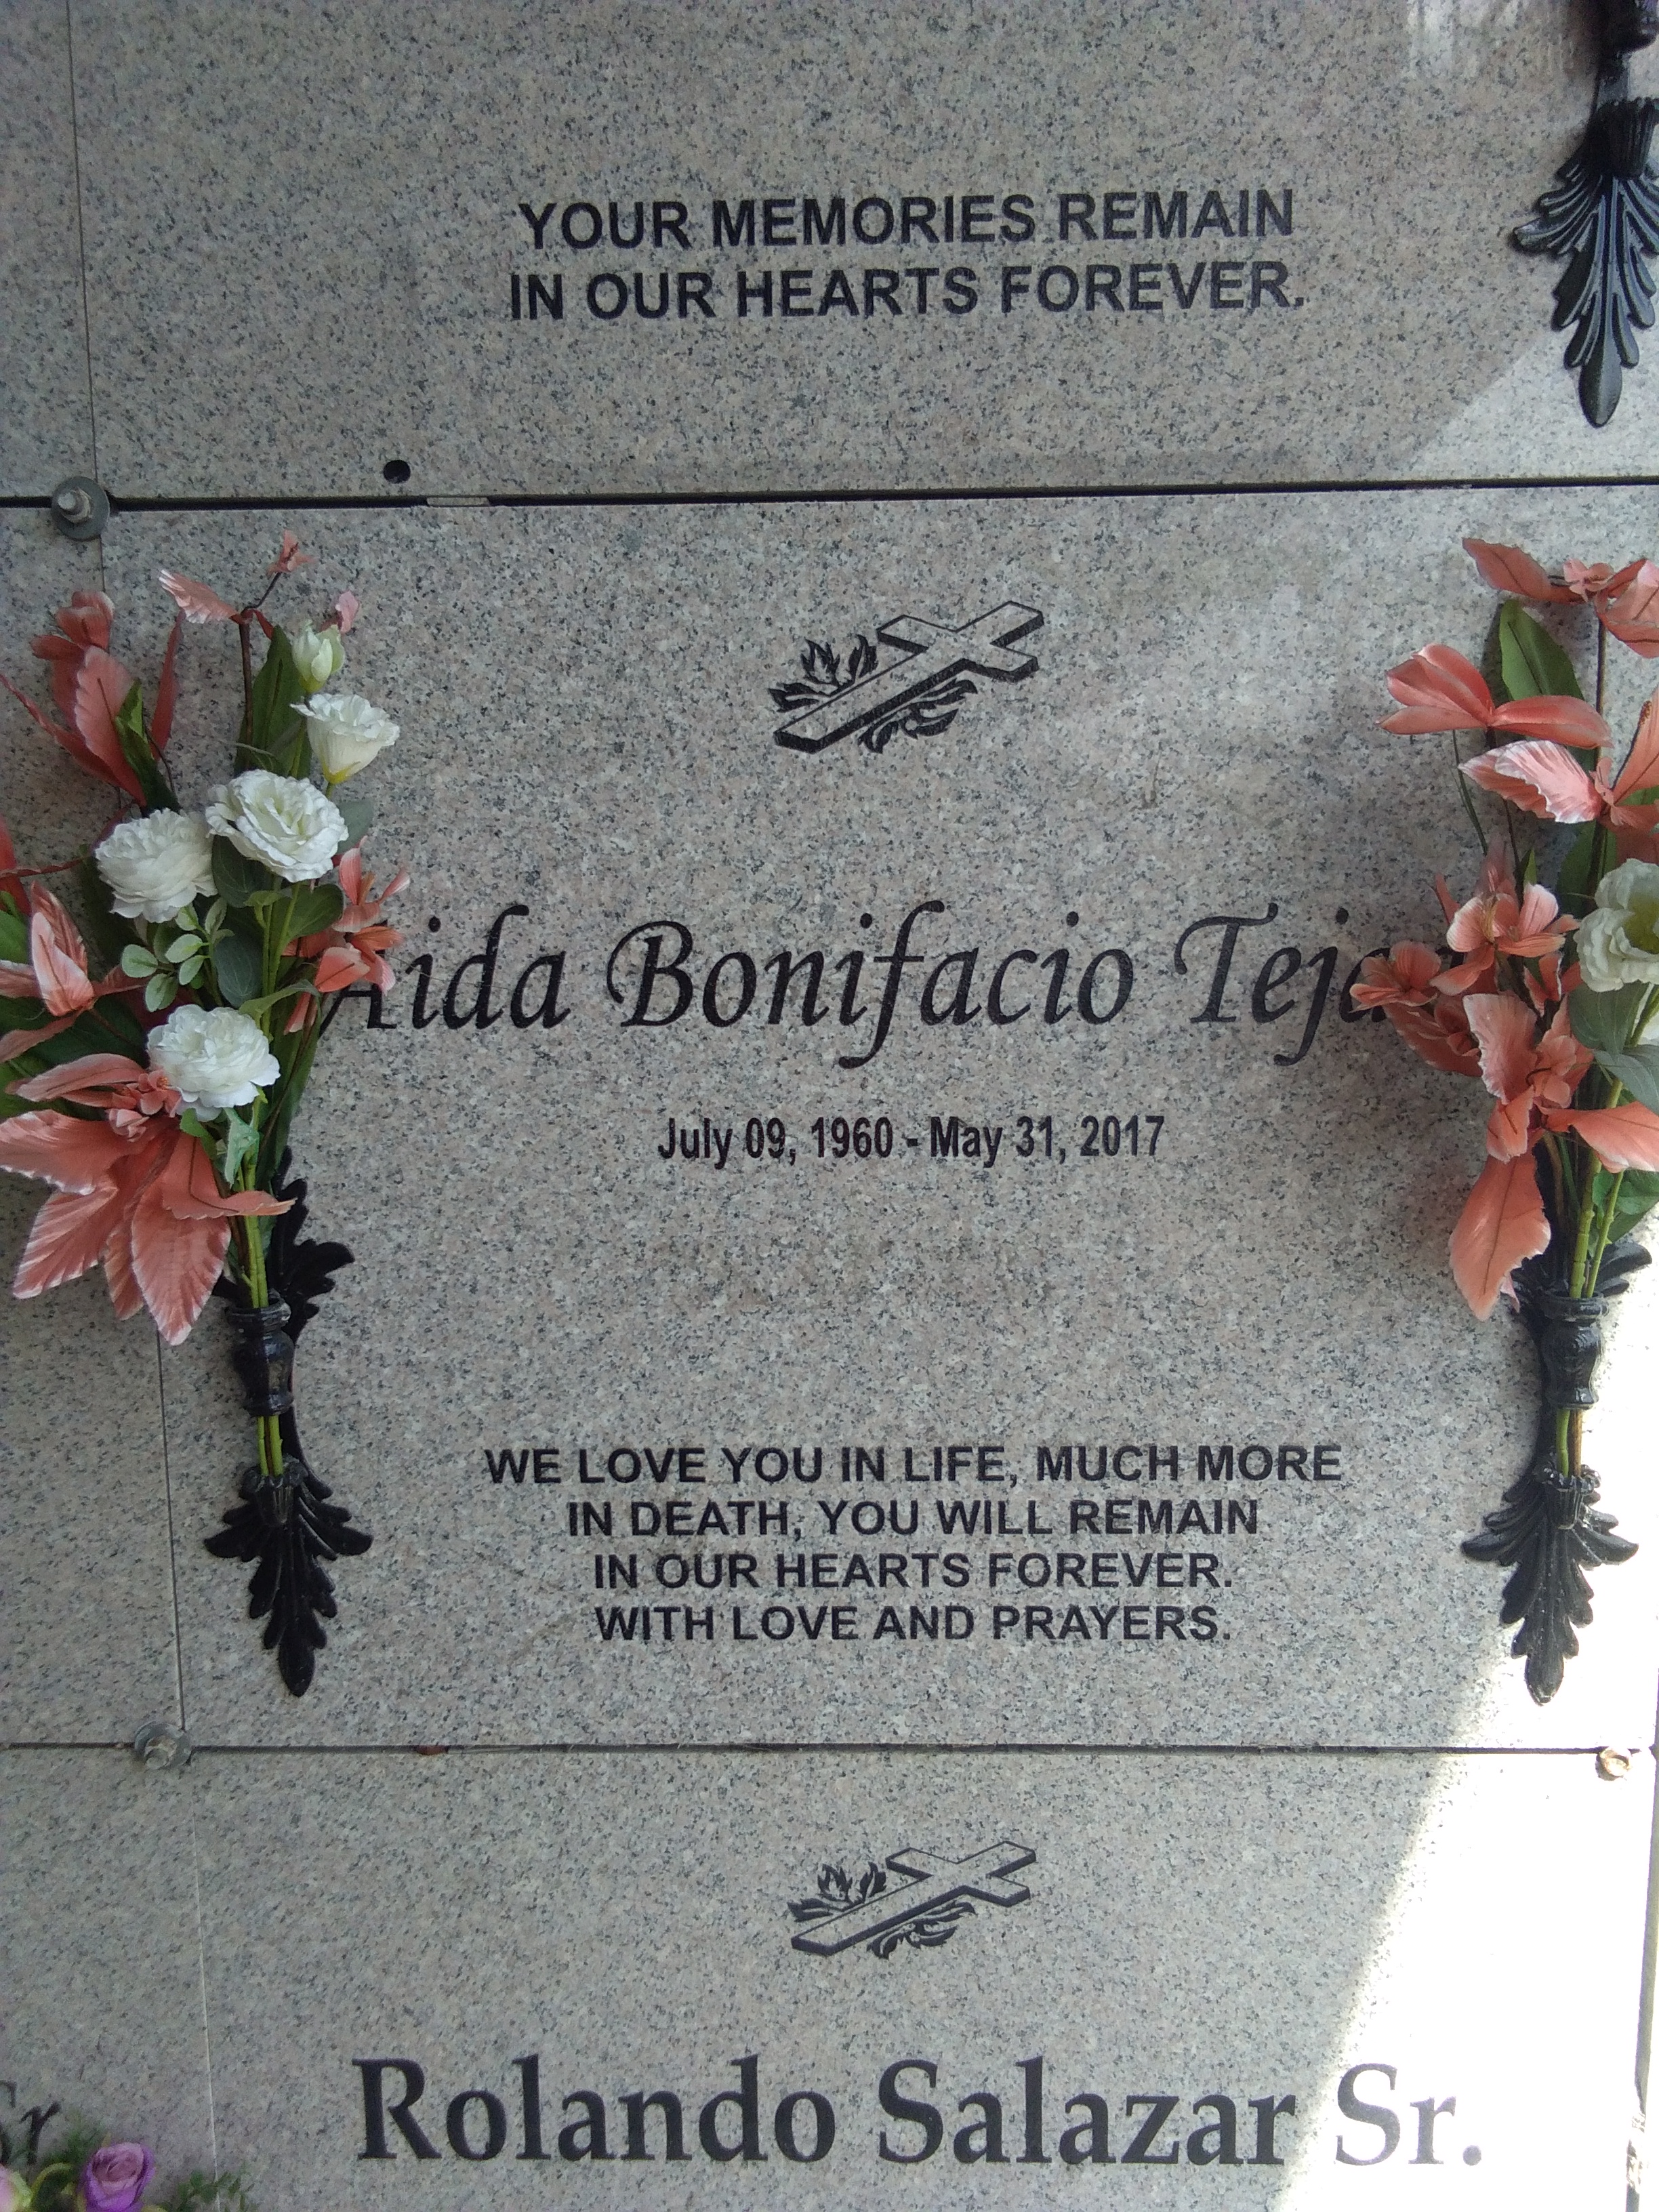 YOUR MEMORIES REMAIN
IN OUR HEARTS FOREVER.
Aida Bonifacio
July 09, 1960 - May 31, 2017
WE LOVE YOU IN LIFE, MUCH MORE
IN DEATH, YOU WILL REMAIN
IN OUR HEARTS FOREVER.
WITH LOVE AND PRAYERS.
Rolando Salazar Sr.